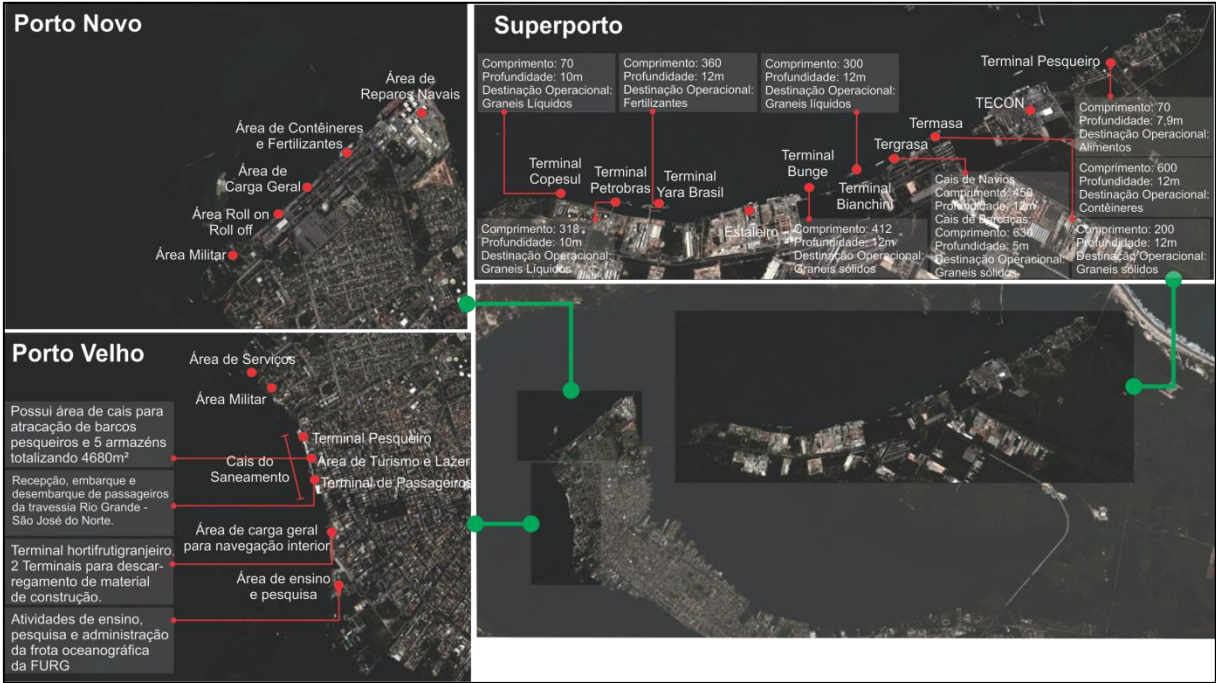 Porto Novo
Área de
Reparos Navais
Área de Contêineres
e Fertilizantes
Área de
Carga Geral
Área Roll on
Roll off
Área Militar
Superporto
Comprimento: 70
Profundidade: 10m
Destinação Operacional:
Graneis Líquidos
Comprimento: 360
Profundidade: 12m
Destinação Operacional:
Fertilizantes
Comprimento: 300
Profundidade: 12m
Destinação Operacional:
Graneis líquidos
Terminal Pesqueiro
TECON
Comprimento: 70
Profundidade: 7,9m
Destinação Operacional:
Alimentos
Termasa
Tergrasa
Terminal
Copesul
Terminal
Petrobras
Terminal
Yara Brasil
Terminal
Bunge
Terminal
Bianchini
Estaleiro
Comprimento: 600
Profundidade: 12m
Destinação Operacional:
Contêineres
Cais de Navios
Comprimento: 450
Profundidade: 12m
Cais de Barcaças:
Comprimento: 630
Profundidade: 5m
Destinação Operacional:
Graneis sólidos
Comprimento: 318
Profundidade: 10m
Destinação Operacional:
Graneis Líquidos
Comprimento: 412
Profundidade: 12m
Destinação Operacional:
Graneis sólidos
Comprimento: 200
Profundidade: 12m
Destinação Operacional:
Graneis sólidos
Porto Velho
Área de Serviços
Área Militar
Possui área de cais para
atracação de barcos
pesqueiros e 5 armazéns
totalizando 4680m²
Terminal Pesqueiro
Cais do
Saneamento
Área de Turismo e Lazer
Terminal de Passageiros
Recepção, embarque e
desembarque de passageiros
da travessia Rio Grande -
São José do Norte.
Área de carga geral
para navegação interior
Terminal hortifrutigranjeiro,
2 Terminais para descar-
regamento de material
de construção.
Área de ensino
e pesquisa
Atividades de ensino,
pesquisa e administração
da frota oceanográfica
da FURG